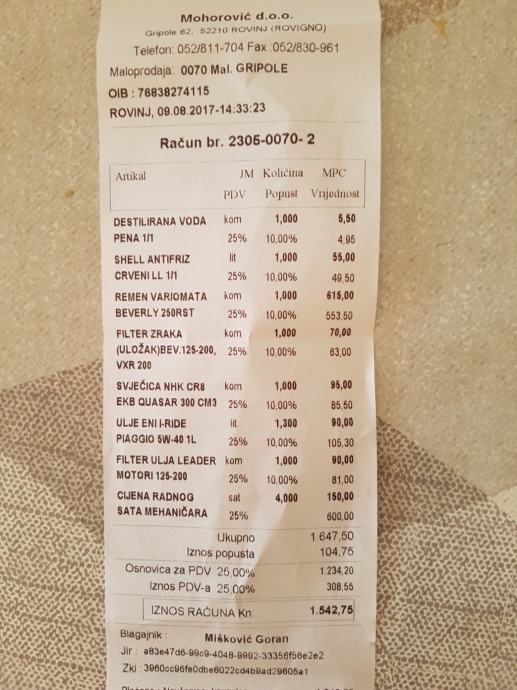 Mohorović d.o.o.
Gripole 62, 52210 ROVINJ (ROVIGNO)
Telefon: 052/811-704 Fax :052/830-961
Maloprodaja: 0070 Mal. GRIPOLE
OIB : 76838274115
ROVINJ, 09.08.2017-14:33:23
Račun br. 2305-0070- 2
Artikal JM Količina MPC
PDV Popust Vrijednost
DESTILIRANA VODA kom 1,000 5,50
PENA 1/1 25% 10,00% 4,95
SHELL ANTIFRIZ lit 1,000 55,00
CRVENI LL 1/1 25% 10,00% 49,50
REMEN VARIOMATA kom 1,000 615,00
BEVERLY 250RST 25% 10,00% 553,50
FILTER ZRAKA kom 1,000 70,00
(ULOŽAK)BEV.125-200, 25% 10,00% 63,00
VXR 200
SVJEČICA NHK CR8 kom 1,000 95,00
EKB QUASAR 300 CM3 25% 10,00% 85,50
ULJE ENI I-RIDE lit 1,300 90,00
PIAGGIO 5W-40 1L 25% 10,00% 105,30
FILTER ULJA LEADER kom 1,000 90,00
MOTORI 125-200 25% 10,00% 81,00
CIJENA RADNOG sat 4,000 150,00
SATA MEHANIČARA 25% 600,00
Ukupno 1.647,50
Iznos popusta 104,75
Osnovica za PDV 25,00% 1.234,20
Iznos PDV-a 25,00% 308,55
IZNOS RAČUNA Kn 1.542,75
Blagajnik : Mišković Goran
Jir : a83e47d6-99c9-4048-9992-33356f56e2e2
Zki : 3960cc96fe0dbe6022cd4b9ad29605a1